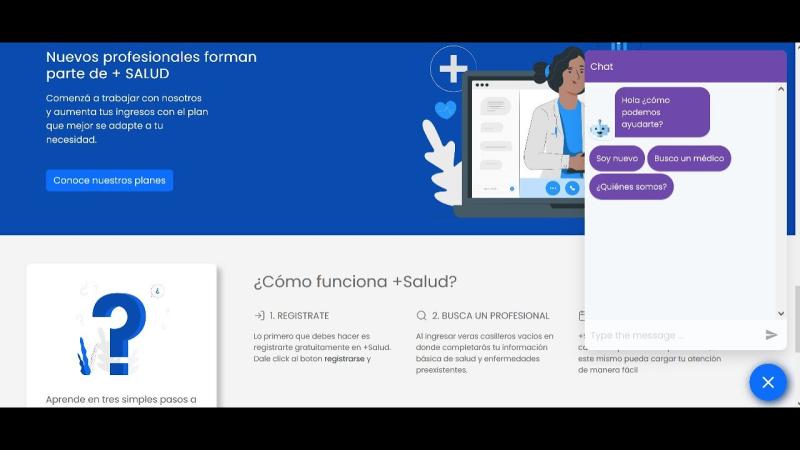 Nuevos profesionales forman
parte de + SALUD
Comenzá a trabajar con nosotros
y aumenta tus ingresos con el plan
que mejor se adapte a tu
necesidad.
Conoce nuestros planes
Chat
Hola ¿cómo
podemos
ayudarte?
Soy nuevo
Busco un médico
¿Quiénes somos?
Type the message ...
¿Cómo funciona +Salud?
1. REGISTRATE
Lo primero que debes hacer es
registrarte gratuitamente en +Salud.
Dale click al boton registrarse y
2. BUSCA UN PROFESIONAL
Al ingresar veras casilleros vacios en
donde completarás tu información
básica de salud y enfermedades
preexistentes.
este mismo pueda cargar tu atención
de manera fácil
Aprende en tres simples pasos a